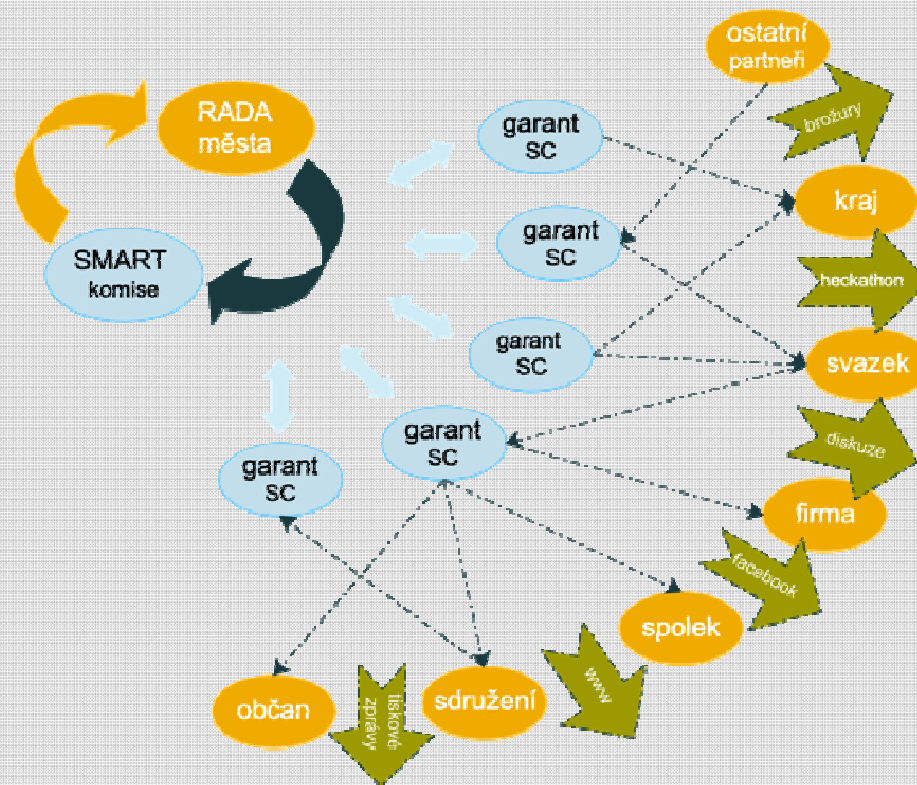 ostatní
partneři
brožury
RADA
města
garant
SC
kraj
SMART
komise
garant
SC
heckathon
garant
SC
svazek
garant
SC
diskuze
garant
SC
firma
facebook
spolek
www
občan
tiskové
zprávy
sdružení